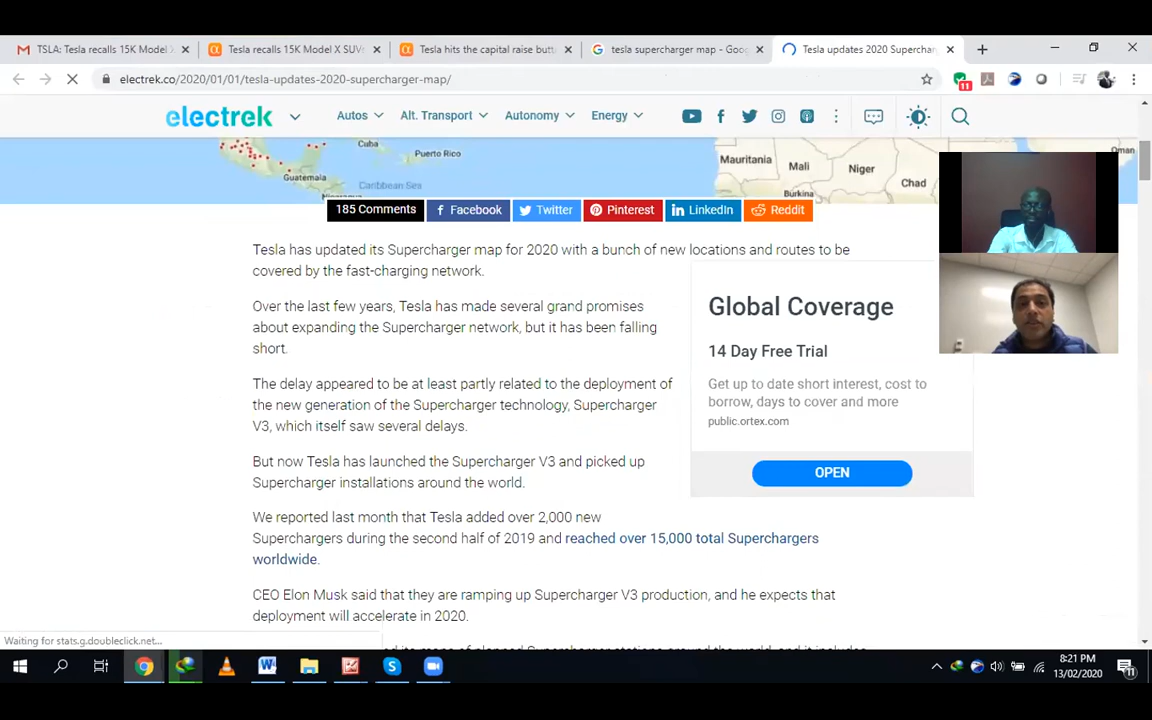 TSLA: Tesla recalls 15K Model X
Tesla recalls 15K Model X SUVs
Tesla hits the capital raise butt
tesla supercharger map - Goo
Tesla updates 2020 Superchar
electrek.co/2020/01/01/tesla-updates-2020-supercharger-map/
11
electrek
Autos
Alt. Transport
Autonomy
Energy
Cuba
Puerto Rico
Guatemala
Caribbean Sea
Mauritania
Mali
Niger
Chad
Burkina
Oman
185 Comments
Facebook
Twitter
Pinterest
LinkedIn
Reddit
Tesla has updated its Supercharger map for 2020 with a bunch of new locations and routes to be
covered by the fast-charging network.
Over the last few years, Tesla has made several grand promises
about expanding the Supercharger network, but it has been falling
short.
The delay appeared to be at least partly related to the deployment of
the new generation of the Supercharger technology, Supercharger
V3, which itself saw several delays.
But now Tesla has launched the Supercharger V3 and picked up
Supercharger installations around the world.
We reported last month that Tesla added over 2,000 new
Superchargers during the second half of 2019 and reached over 15,000 total Superchargers
worldwide.
CEO Elon Musk said that they are ramping up Supercharger V3 production, and he expects that
deployment will accelerate in 2020.
Global Coverage
14 Day Free Trial
Get up to date short interest, cost to
borrow, days to cover and more
public.ortex.com
OPEN
Waiting for stats.g.doubleclick.net...
8:21 PM
13/02/2020
11